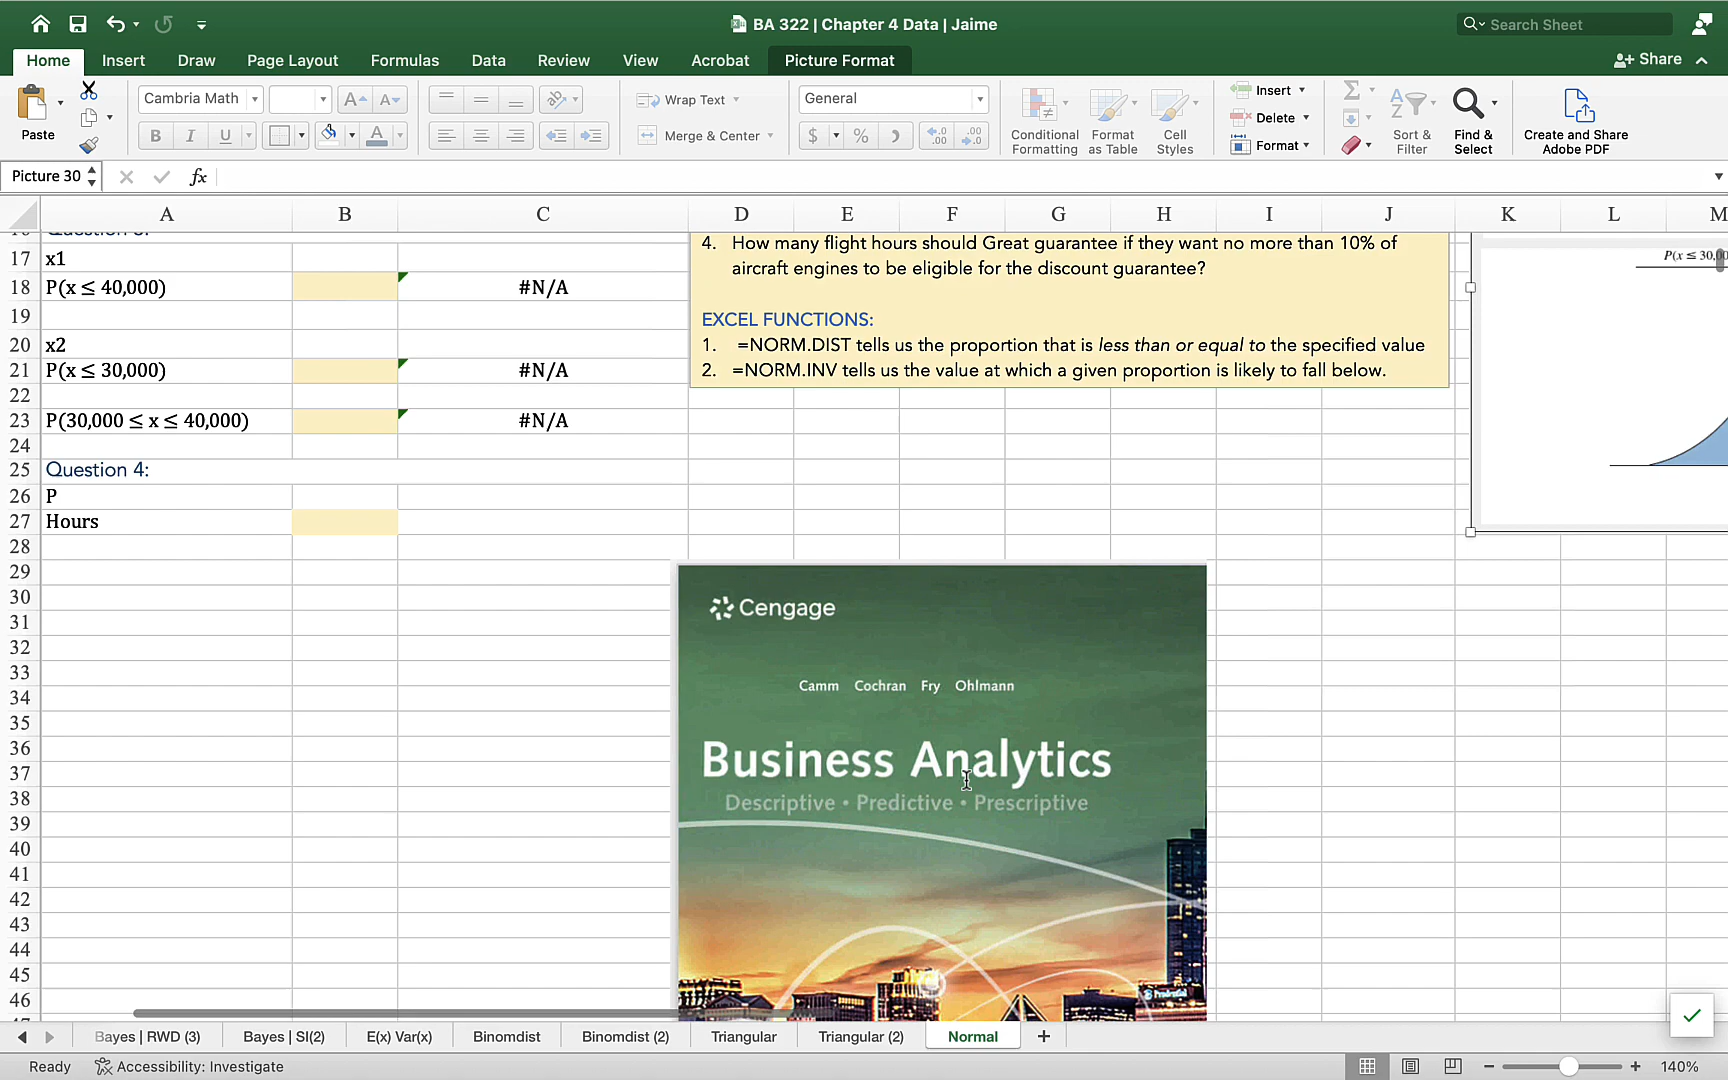 BA 322 | Chapter 4 Data | Jaime
Search Sheet
Home Insert Draw Page Layout Formulas Data Review View Acrobat Picture Format
Share
Paste
Cambria Math
B I U
Wrap Text
Merge & Center
General
$ %
Conditional Formatting
Format as Table
Cell Styles
Insert
Delete
Format
Sort & Filter
Find & Select
Create and Share Adobe PDF
Picture 30
fx
A B C D E F G H I J K L M
17 x1
18 P(x ≤ 40,000) #N/A
19
20 x2
21 P(x ≤ 30,000) #N/A
22
23 P(30,000 ≤ x ≤ 40,000) #N/A
24
25 Question 4:
26 P
27 Hours
28
29
30
31
32
33
34
35
36
37
38
39
40
41
42
43
44
45
46
4. How many flight hours should Great guarantee if they want no more than 10% of
aircraft engines to be eligible for the discount guarantee?
EXCEL FUNCTIONS:
1. =NORM.DIST tells us the proportion that is less than or equal to the specified value
2. =NORM.INV tells us the value at which a given proportion is likely to fall below.
P(x ≤ 30,00
Cengage
Camm Cochran Fry Ohlmann
Business Analytics
Descriptive • Predictive • Prescriptive
Bayes | RWD (3) Bayes | SI(2) E(x) Var(x) Binomdist Binomdist (2) Triangular Triangular (2) Normal
Ready Accessibility: Investigate
140%